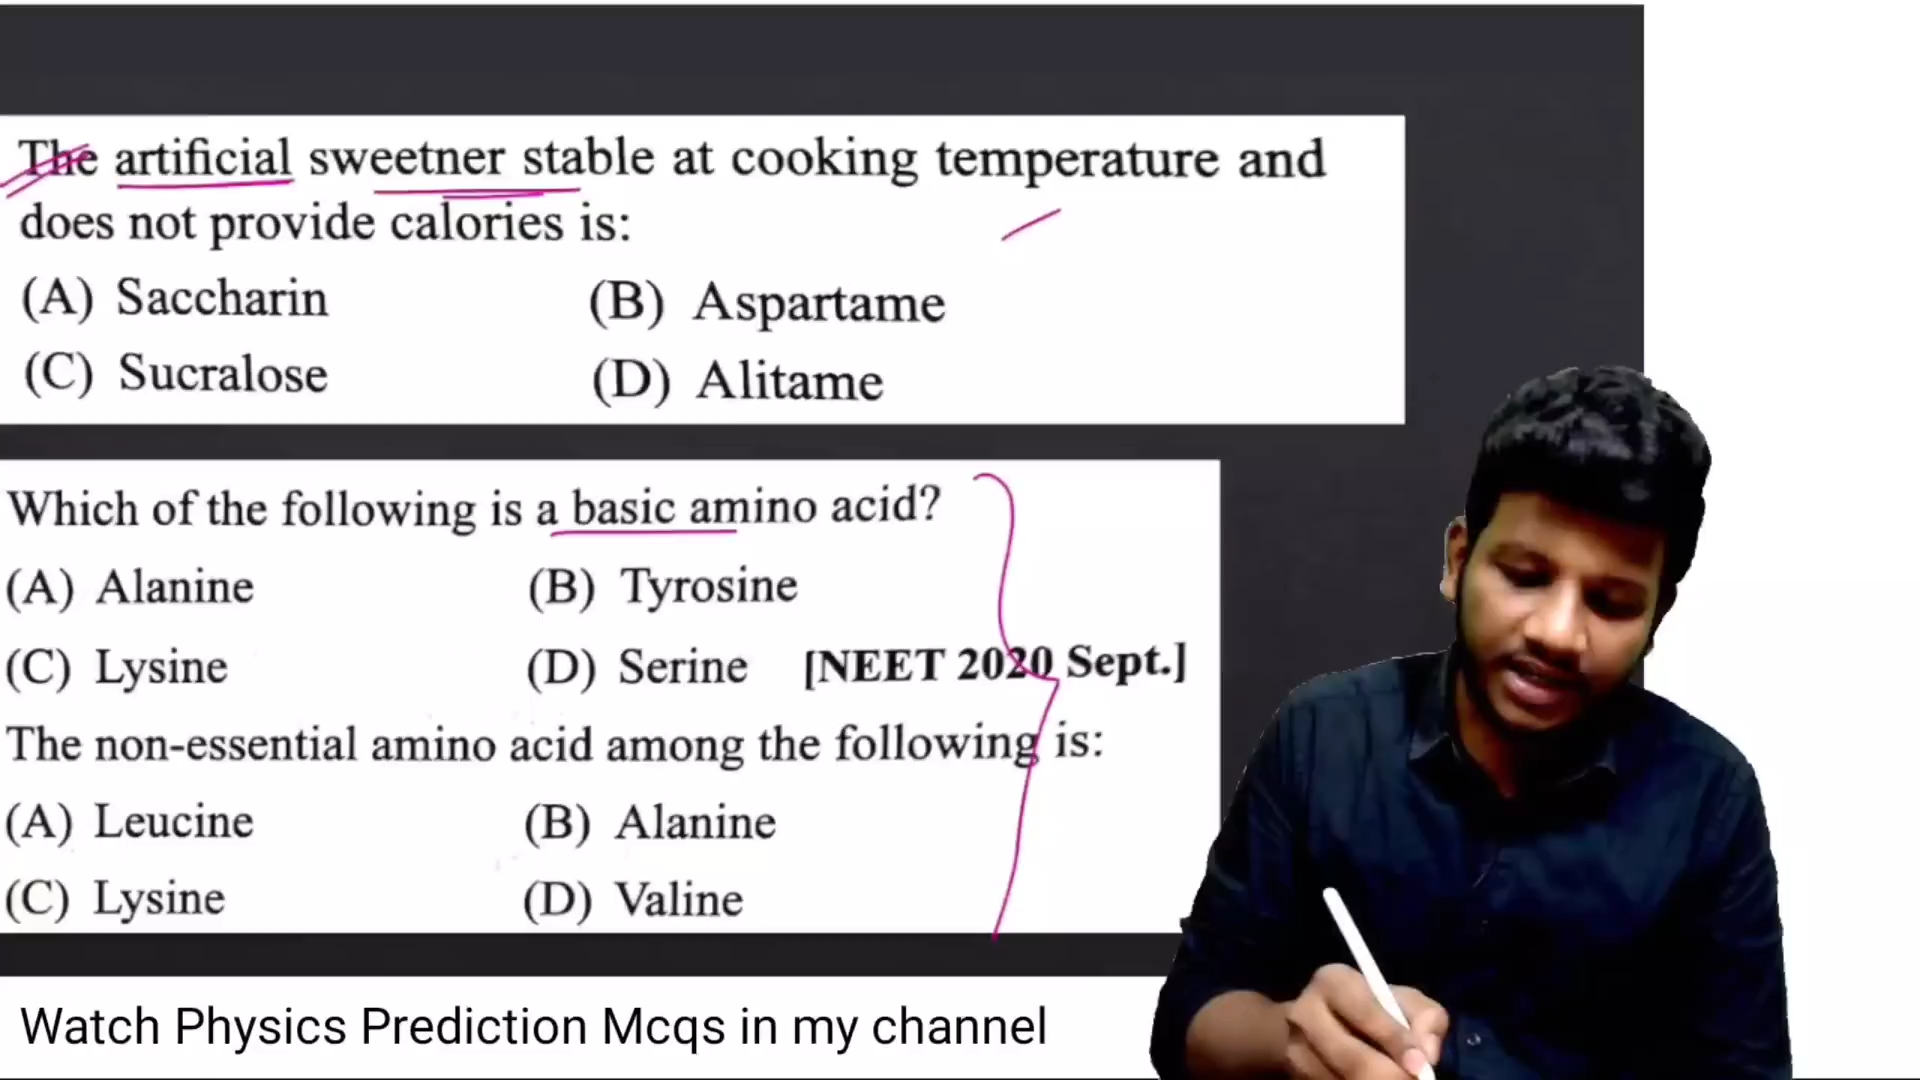 The artificial sweetner stable at cooking temperature and
does not provide calories is:
(A) Saccharin (B) Aspartame
(C) Sucralose (D) Alitame
Which of the following is a basic amino acid?
(A) Alanine (B) Tyrosine
(C) Lysine (D) Serine [NEET 2020 Sept.]
The non-essential amino acid among the following is:
(A) Leucine (B) Alanine
(C) Lysine (D) Valine
Watch Physics Prediction Mcqs in my channel